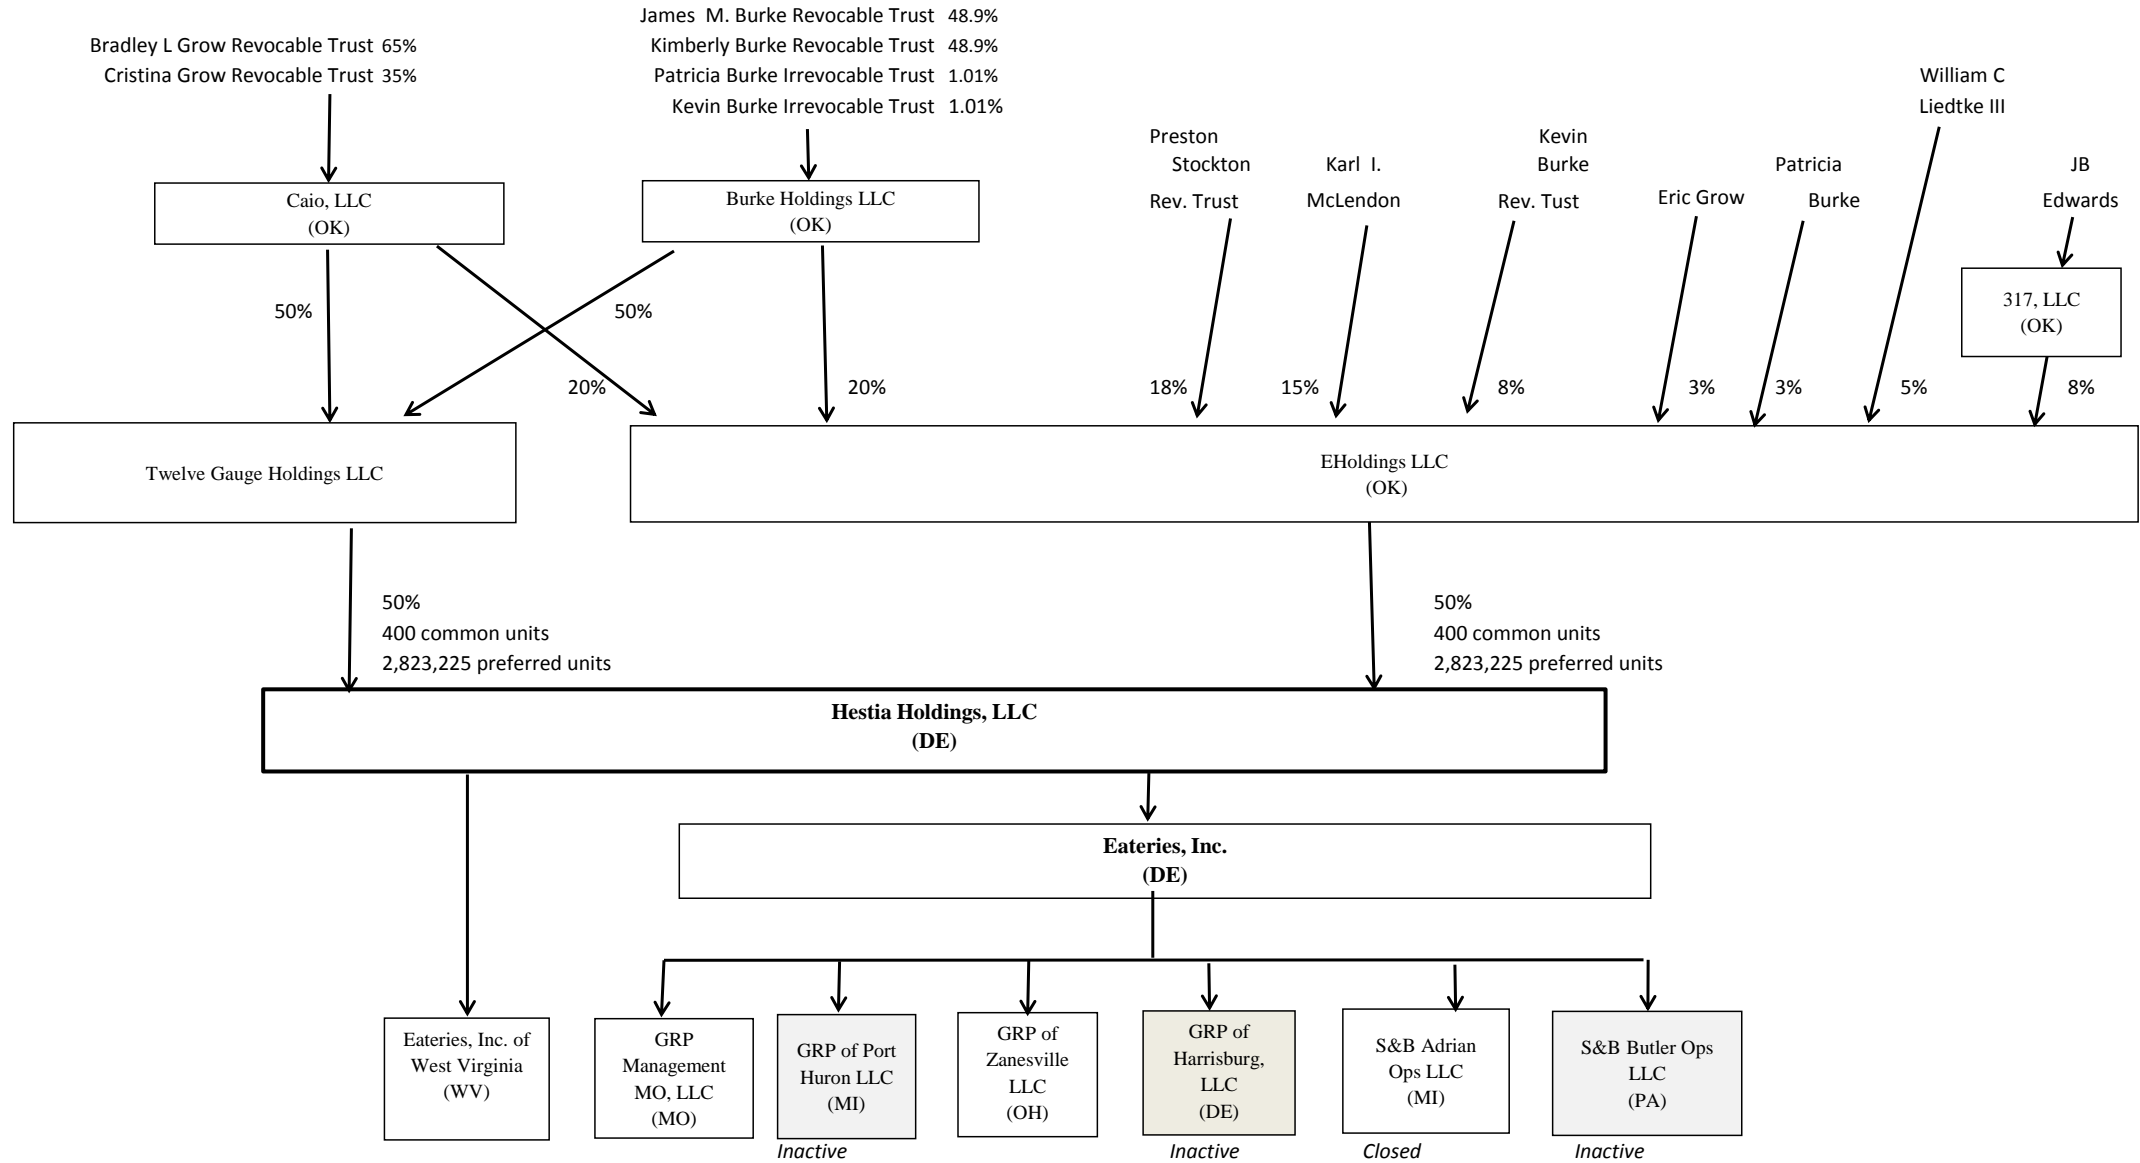 James M. Burke Revocable Trust 48.9%
Bradley L Grow Revocable Trust 65%
Kimberly Burke Revocable Trust 48.9%
Cristina Grow Revocable Trust 35%
Patricia Burke Irrevocable Trust 1.01%
Kevin Burke Irrevocable Trust 1.01%
William C
Liedtke III
Preston
Stockton
Rev. Trust
Karl I.
McLendon
Kevin
Burke
Rev. Tust
Eric Grow
Patricia
Burke
JB
Edwards
Caio, LLC
(OK)
Burke Holdings LLC
(OK)
317, LLC
(OK)
50%
50%
20%
20%
18%
15%
8%
3%
3%
5%
8%
Twelve Gauge Holdings LLC
EHoldings LLC
(OK)
50%
400 common units
2,823,225 preferred units
50%
400 common units
2,823,225 preferred units
Hestia Holdings, LLC
(DE)
Eateries, Inc.
(DE)
Eateries, Inc. of
West Virginia
(WV)
GRP
Management
MO, LLC
(MO)
GRP of Port
Huron LLC
(MI)
Inactive
GRP of
Zanesville
LLC
(OH)
GRP of
Harrisburg,
LLC
(DE)
Inactive
S&B Adrian
Ops LLC
(MI)
Closed
S&B Butler Ops
LLC
(PA)
Inactive